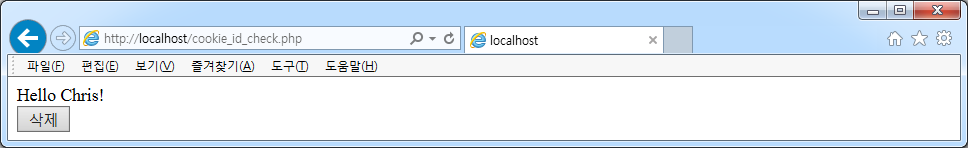 http://localhost/cookie_id_check.php
localhost
파일(F) 편집(E) 보기(V) 즐겨찾기(A) 도구(T) 도움말(H)
Hello Chris!
삭제